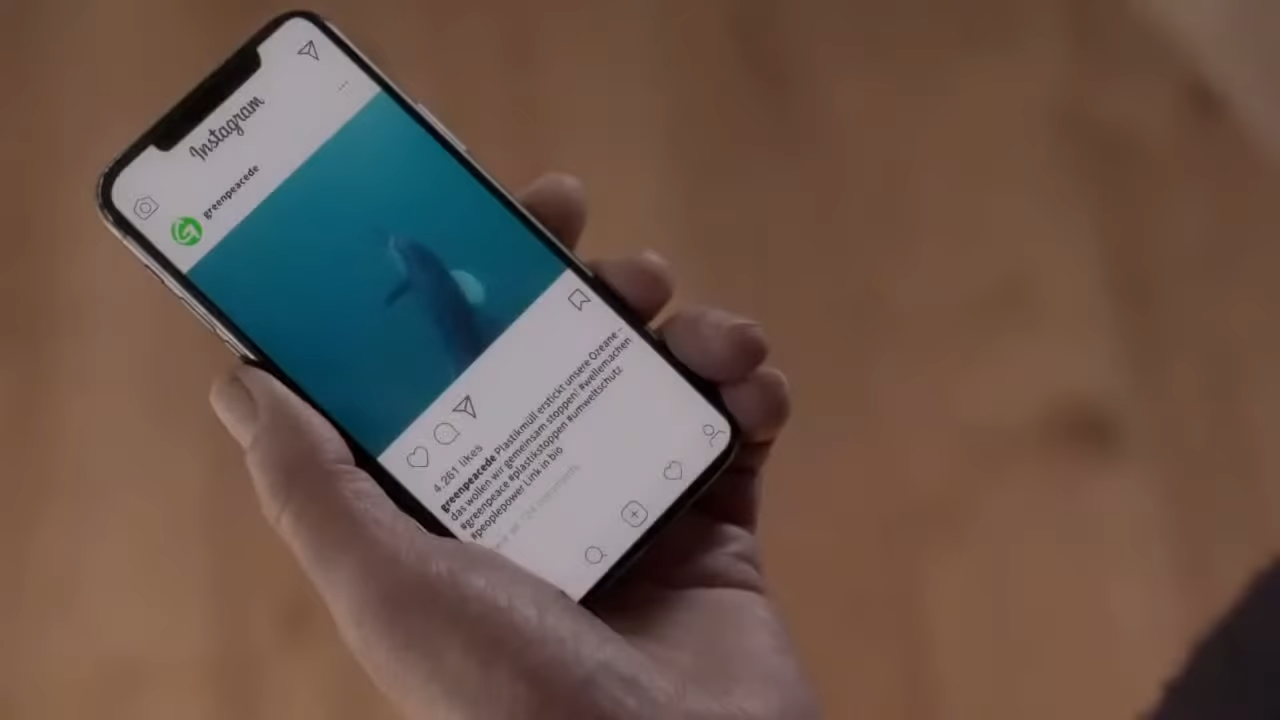 Instagram
greenpeacede
4.261 likes
greenpeacede Plastikmüll erstickt unsere Ozeane –
das wollen wir gemeinsam stoppen! #wellemachen
#greenpeace #plastikstoppen #umweltschutz
#peoplepower Link in bio